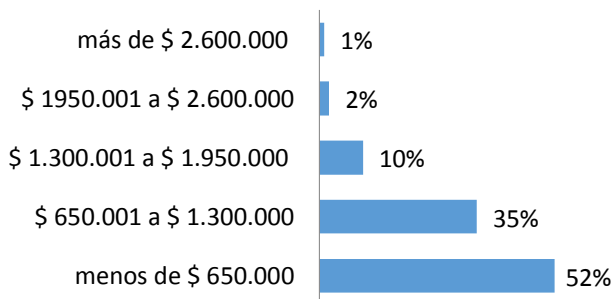 más de $ 2.600.000 1%
$ 1950.001 a $ 2.600.000 2%
$ 1.300.001 a $ 1.950.000 10%
$ 650.001 a $ 1.300.000 35%
menos de $ 650.000 52%